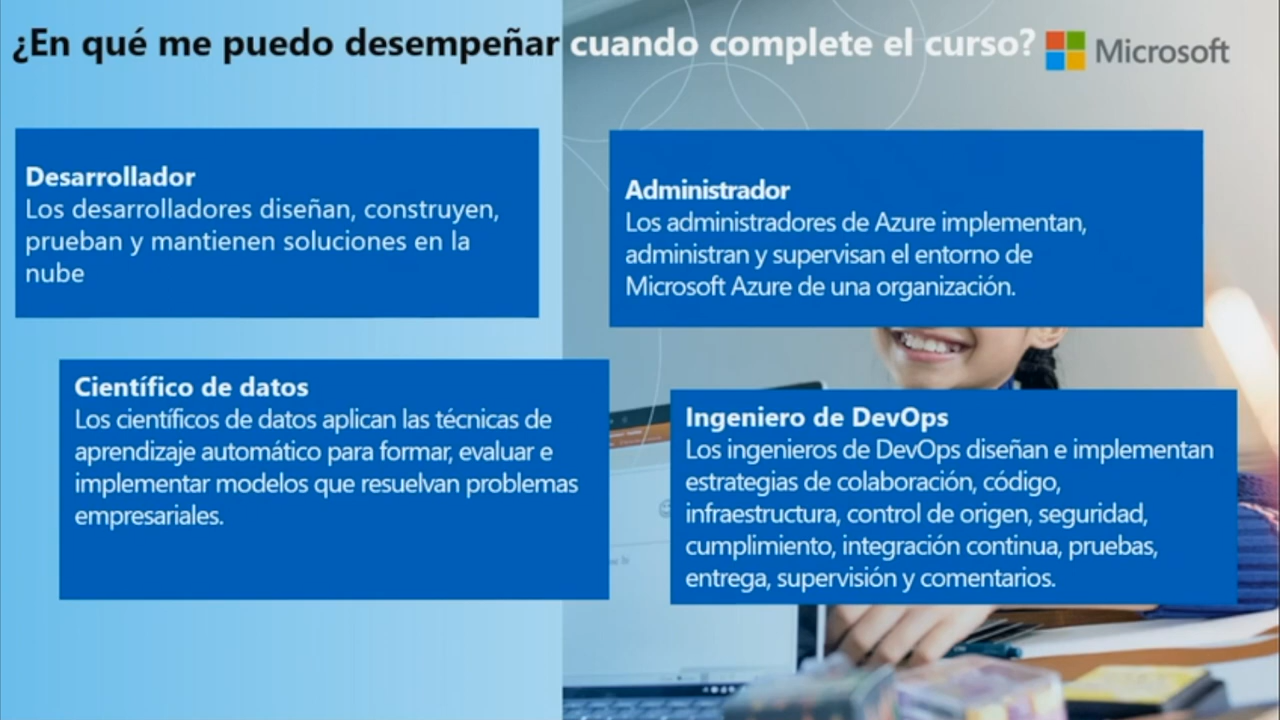 ¿En qué me puedo desempeñar cuando complete el curso?
Microsoft
Desarrollador
Los desarrolladores diseñan, construyen,
prueban y mantienen soluciones en la
nube
Administrador
Los administradores de Azure implementan,
administran y supervisan el entorno de
Microsoft Azure de una organización.
Científico de datos
Los científicos de datos aplican las técnicas de
aprendizaje automático para formar, evaluar e
implementar modelos que resuelvan problemas
empresariales.
Ingeniero de DevOps
Los ingenieros de DevOps diseñan e implementan
estrategias de colaboración, código,
infraestructura, control de origen, seguridad,
cumplimiento, integración continua, pruebas,
entrega, supervisión y comentarios.